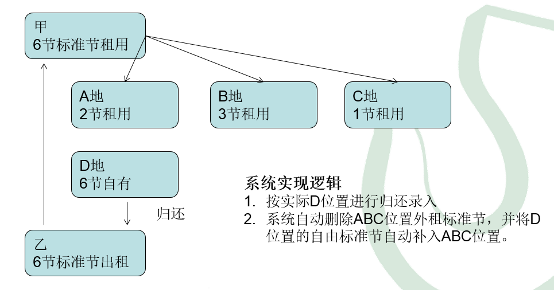 甲
6节标准节租用
A地
2节租用
B地
3节租用
C地
1节租用
D地
6节自有
归还
乙
6节标准节出租
系统实现逻辑
1. 按实际D位置进行归还录入
2. 系统自动删除ABC位置外租标准节，并将D
位置的自由标准节自动补入ABC位置。